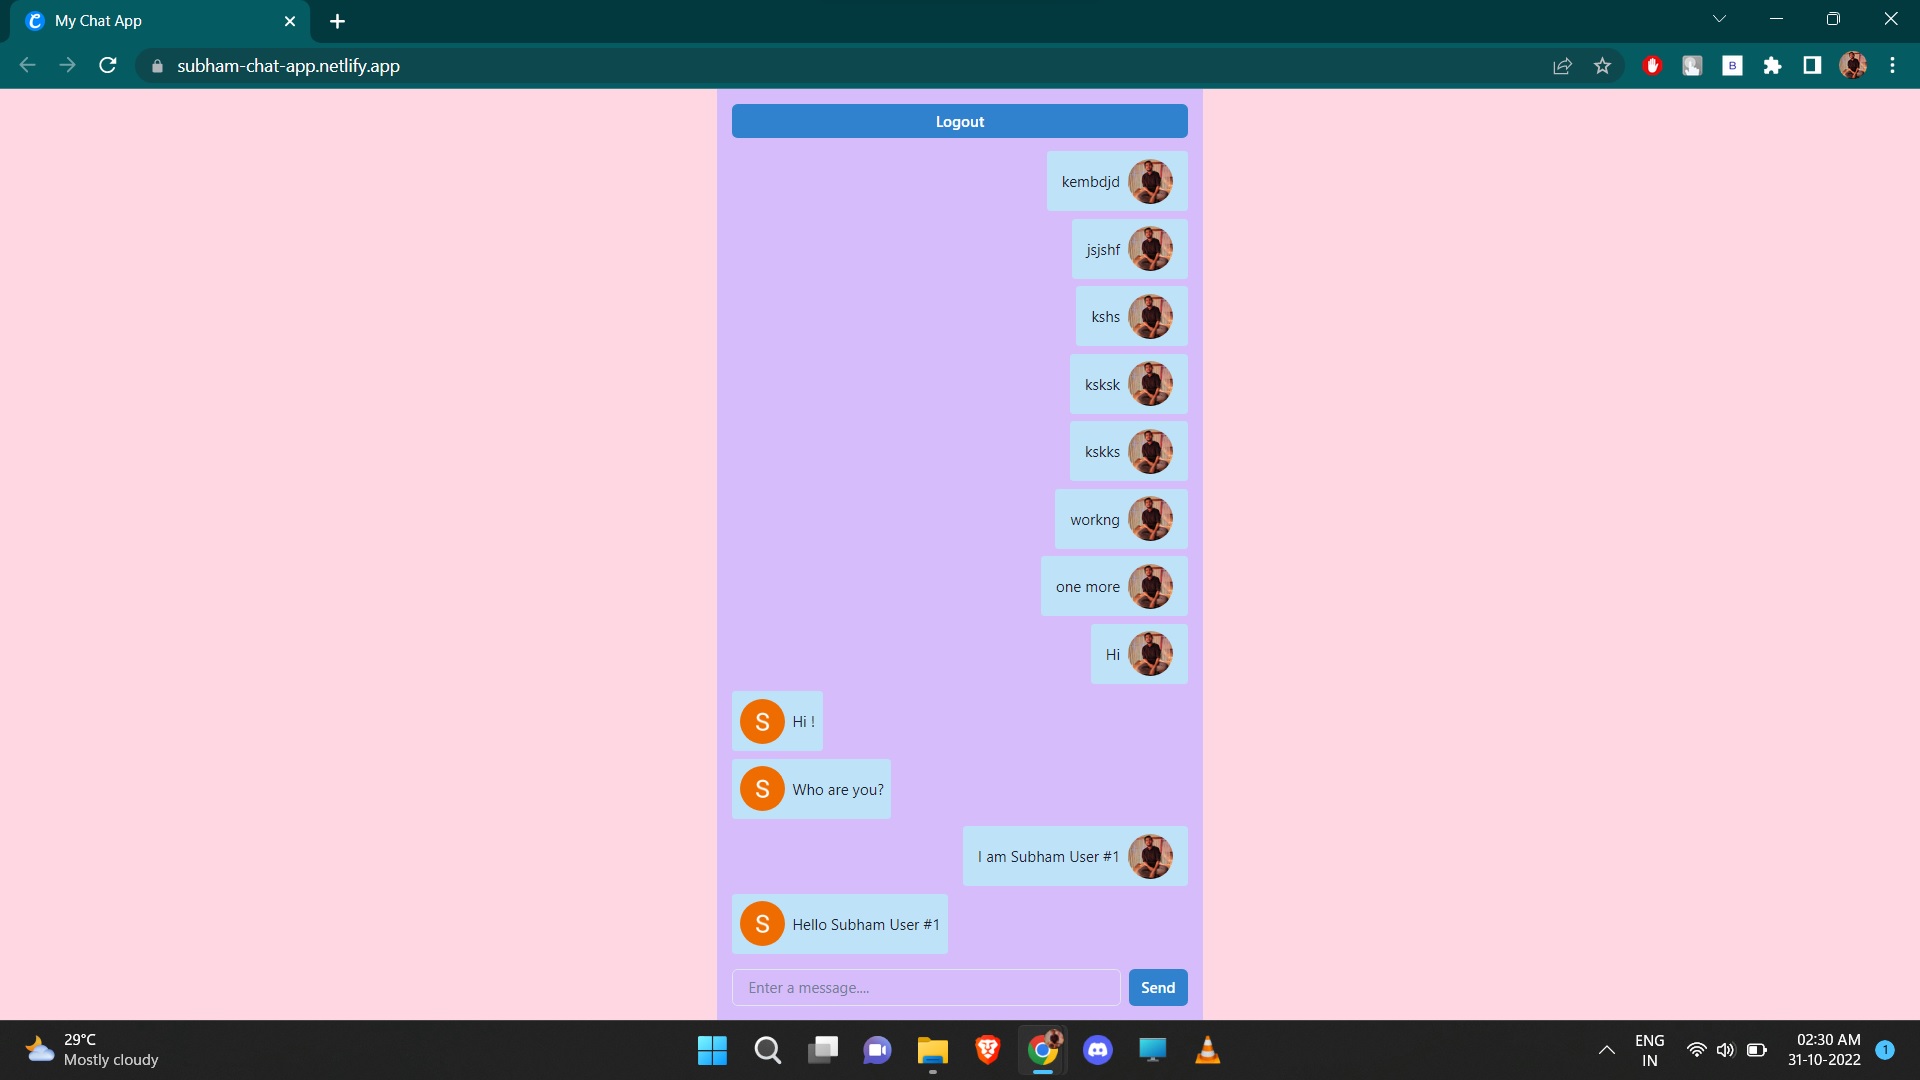 My Chat App
subham-chat-app.netlify.app
B
Logout
kembdjd
jsjshf
kshs
ksksk
kskks
workng
one more
Hi
S Hi !
S Who are you?
I am Subham User #1
S Hello Subham User #1
Enter a message.... Send
29°C
Mostly cloudy
ENG
IN
02:30 AM
31-10-2022
1